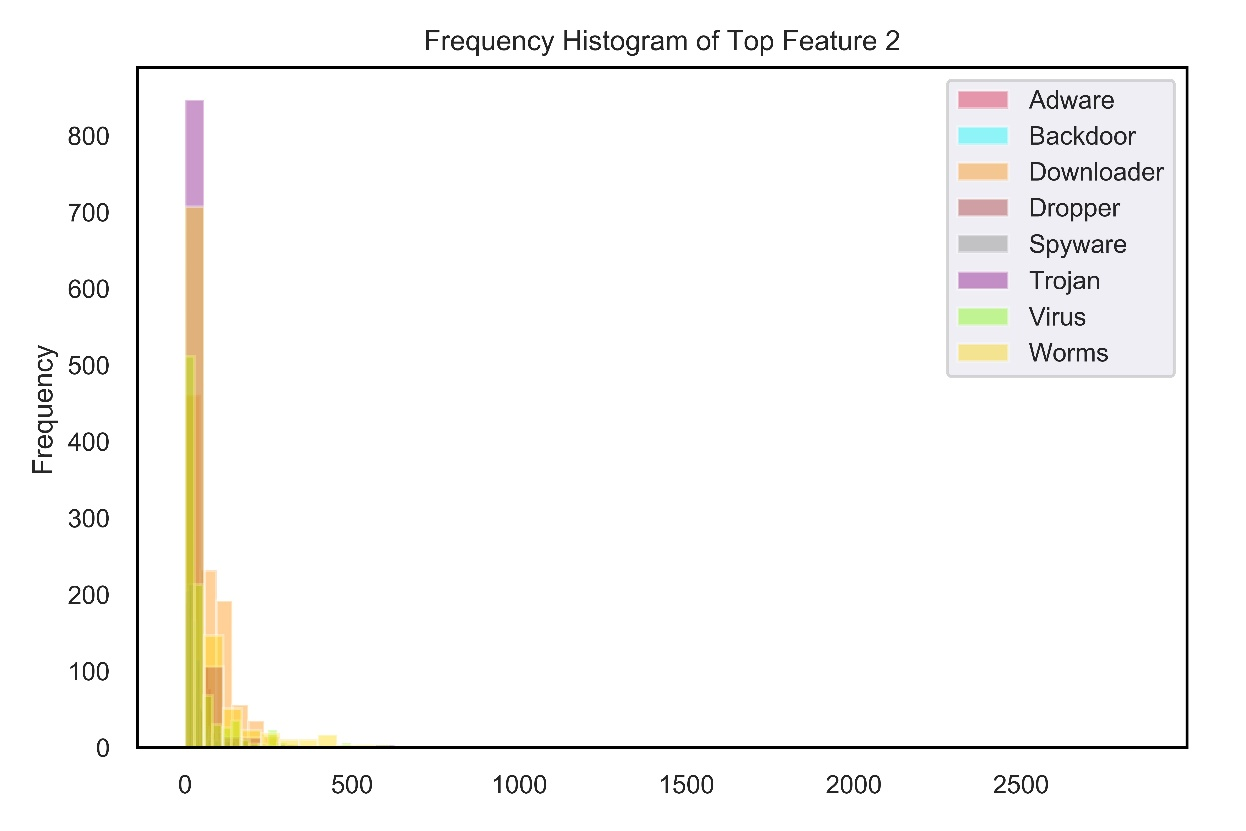 Frequency Histogram of Top Feature 2
Adware
Backdoor
Downloader
Dropper
Spyware
Trojan
Virus
Worms
Frequency
800
700
600
500
400
300
200
100
0
0 500 1000 1500 2000 2500